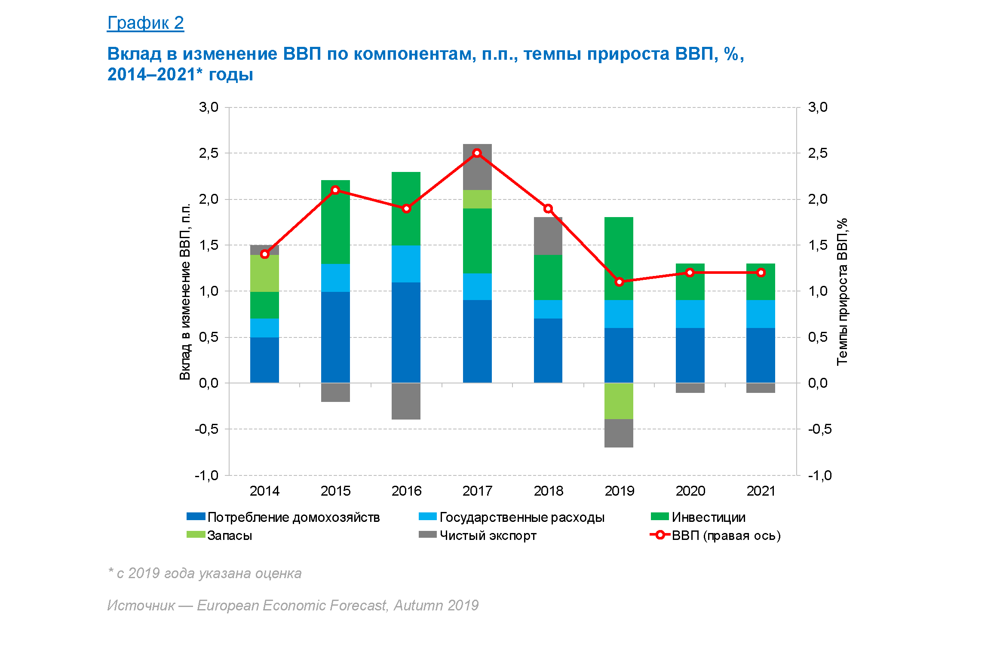 График 2
Вклад в изменение ВВП по компонентам, п.п., темпы прироста ВВП, %,
2014–2021* годы
Вклад в изменение ВВП, п.п.
3,0
2,5
2,0
1,5
1,0
0,5
0,0
-0,5
-1,0
3,0
2,5
2,0
1,5
1,0
0,5
0,0
-0,5
-1,0
Темпы прироста ВВП,%
2014 2015 2016 2017 2018 2019 2020 2021
Потребление домохозяйств Государственные расходы Инвестиции
Запасы Чистый экспорт ВВП (правая ось)
* с 2019 года указана оценка
Источник — European Economic Forecast, Autumn 2019